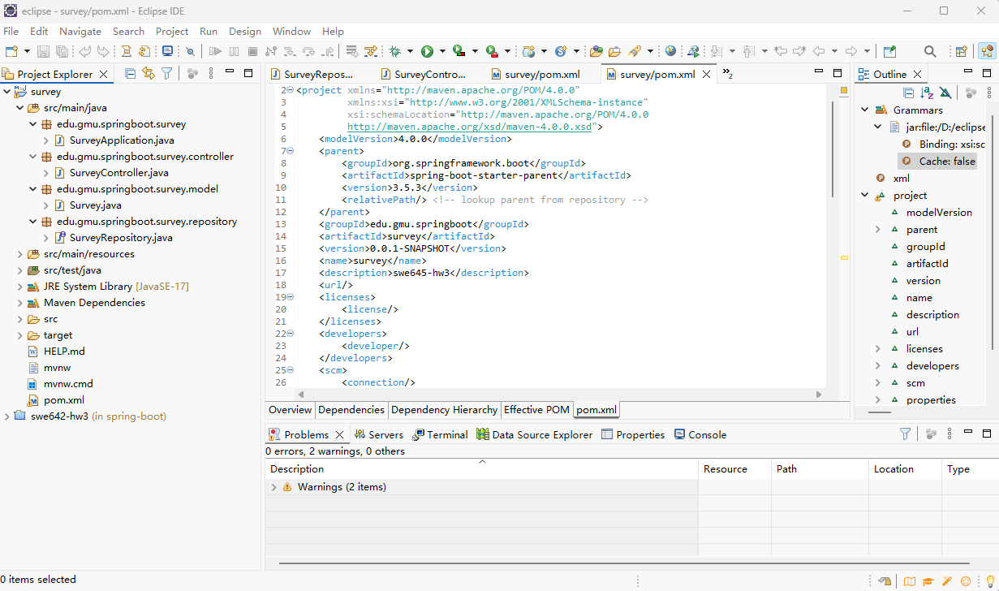 eclipse - survey/pom.xml - Eclipse IDE
File Edit Navigate Search Project Run Design Window Help
Project Explorer
survey
src/main/java
edu.gmu.springboot.survey
SurveyApplication.java
edu.gmu.springboot.survey.controller
SurveyController.java
edu.gmu.springboot.survey.model
Survey.java
edu.gmu.springboot.survey.repository
SurveyRepository.java
src/main/resources
src/test/java
JRE System Library [JavaSE-17]
Maven Dependencies
src
target
HELP.md
mvnw
mvnw.cmd
pom.xml
swe642-hw3 (in spring-boot)
SurveyRepos... SurveyContro... survey/pom.xml survey/pom.xml 2
2 <project xmlns="http://maven.apache.org/POM/4.0.0"
3 xmlns:xsi="http://www.w3.org/2001/XMLSchema-instance"
4 xsi:schemaLocation="http://maven.apache.org/POM/4.0.0
5 http://maven.apache.org/xsd/maven-4.0.0.xsd">
6 <modelVersion>4.0.0</modelVersion>
7 <parent>
8 <groupId>org.springframework.boot</groupId>
9 <artifactId>spring-boot-starter-parent</artifactId>
10 <version>3.5.3</version>
11 <relativePath/> <!-- lookup parent from repository -->
12 </parent>
13 <groupId>edu.gmu.springboot</groupId>
14 <artifactId>survey</artifactId>
15 <version>0.0.1-SNAPSHOT</version>
16 <name>survey</name>
17 <description>swe645-hw3</description>
18 <url/>
19 <licenses>
20 <license/>
21 </licenses>
22 <developers>
23 <developer/>
24 </developers>
25 <scm>
26 <connection/>
Overview Dependencies Dependency Hierarchy Effective POM pom.xml
Outline
Grammars
jar:file:/D:/eclipse
Binding: xsi:sc
Cache: false
xml
project
modelVersion
parent
groupId
artifactId
version
name
description
url
licenses
developers
scm
properties
Problems Servers Terminal Data Source Explorer Properties Console
0 errors, 2 warnings, 0 others
Description Resource Path Location Type
Warnings (2 items)
0 items selected